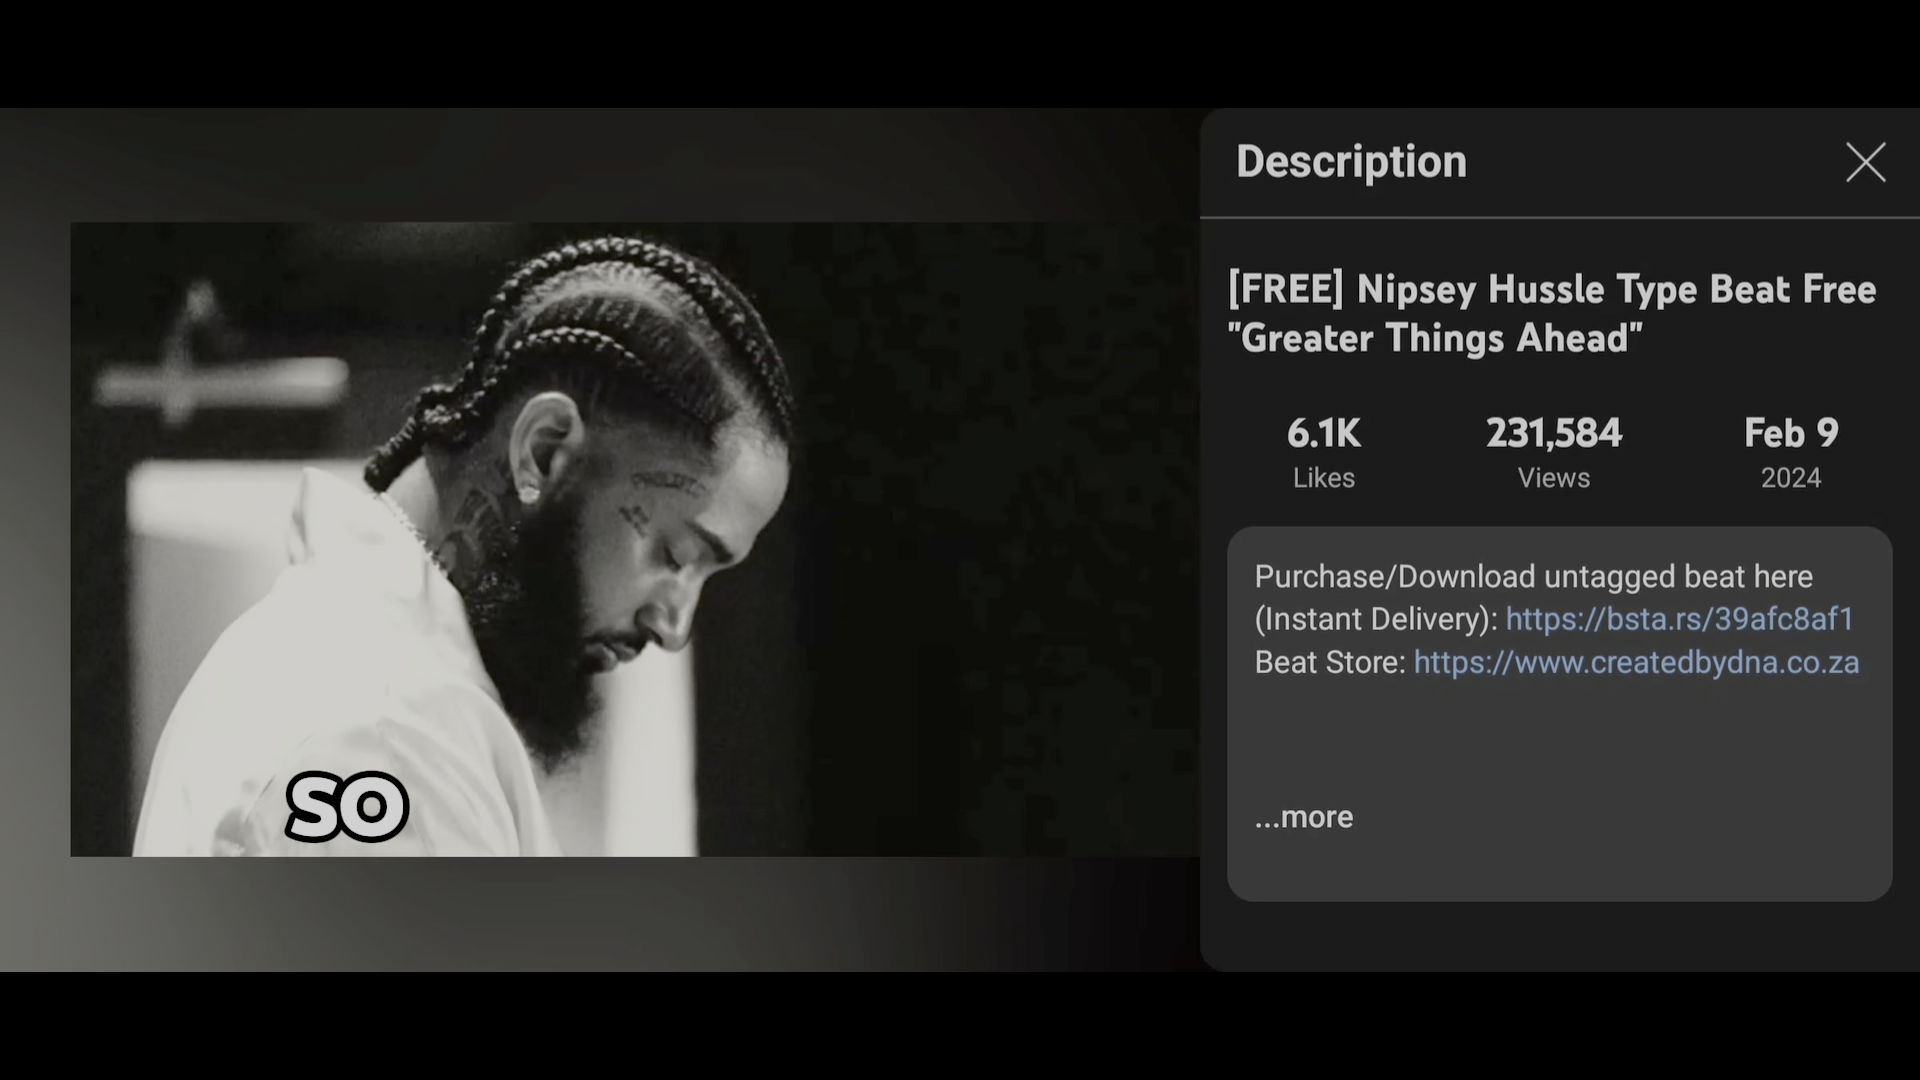 SO
Description
[FREE] Nipsey Hussle Type Beat Free
"Greater Things Ahead"
6.1K 231,584 Feb 9
Likes Views 2024
Purchase/Download untagged beat here
(Instant Delivery): https://bsta.rs/39afc8af1
Beat Store: https://www.createdbydna.co.za
...more